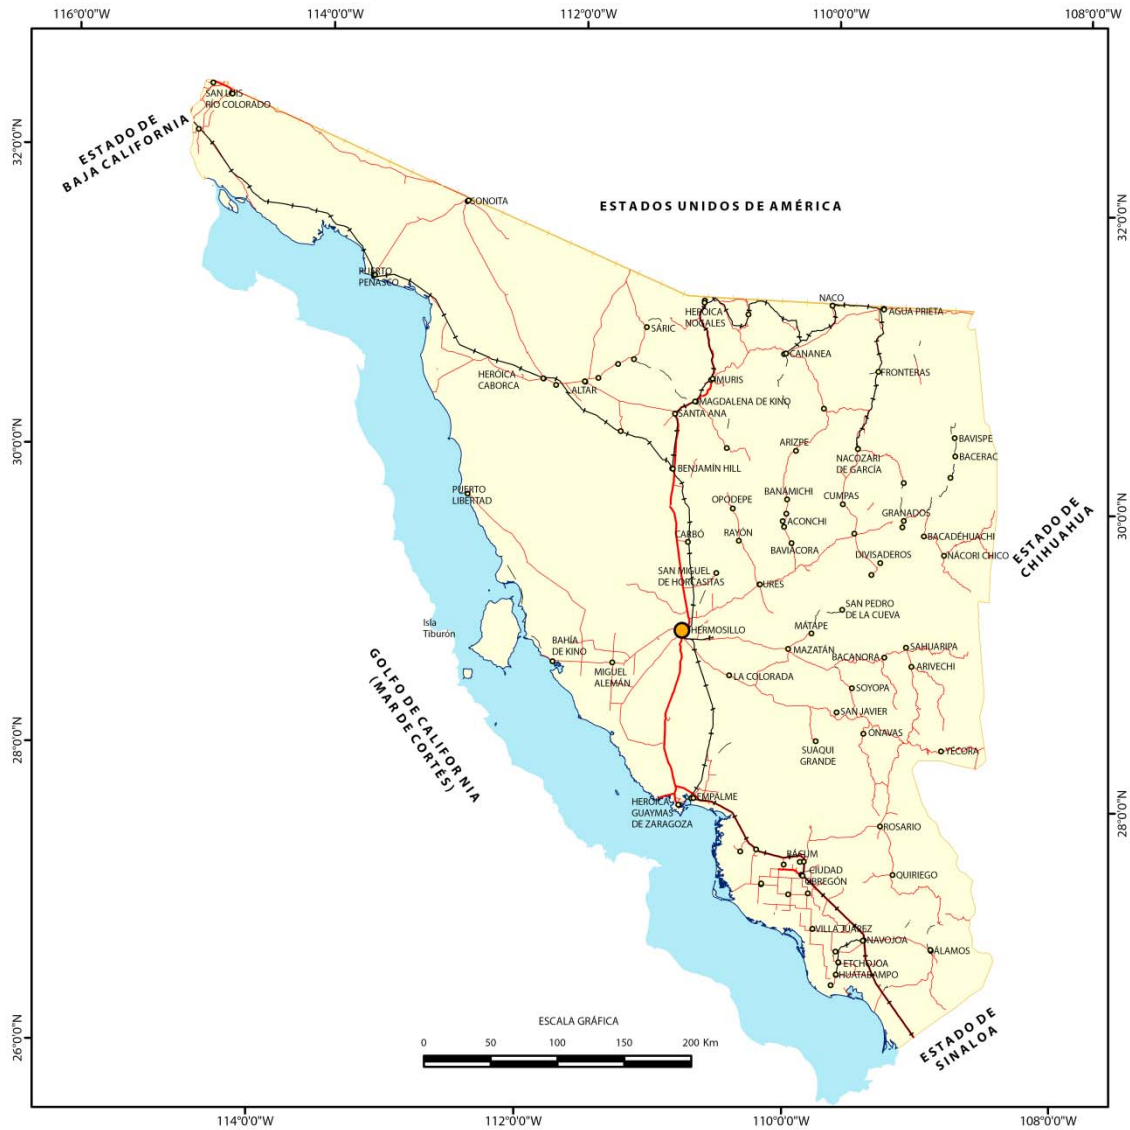 116°0'0"W
114°0'0"W
112°0'0"W
110°0'0"W
108°0'0"W
SAN LUIS
RÍO COLORADO
32°0'0"N
ESTADO DE
BAJA CALIFORNIA
SONOITA
ESTADOS UNIDOS DE AMÉRICA
32°0'0"N
PUERTO
PEÑASCO
NACO
HEROICA
NOGALES
AGUA PRIETA
SÁRIC
CANANEA
HEROICA
CABORCA
ALTAR
IMURIS
FRONTERAS
MAGDALENA DE KINO
SANTA ANA
30°0'0"N
ARIZPE
BAVISPE
NACOZARI
DE GARCÍA
BACERAC
BENJAMÍN HILL
PUERTO
LIBERTAD
OPODEPE
BANÁMICHI
CUMPAS
GRANADOS
30°0'0"N
ACONCHI
CARBÓ
RAYÓN
BACADÉHUACHI
BAVIÁCORA
DIVISADEROS
NÁCORI CHICO
ESTADO DE
CHIHUAHUA
SAN MIGUEL
DE HORCASITAS
URES
SAN PEDRO
DE LA CUEVA
Isla
Tiburón
HERMOSILLO
MÁTAPE
BAHÍA
DE KINO
MAZATÁN
SAHUARIPA
BACANORA
ARIVECHI
MIGUEL
ALEMÁN
LA COLORADA
SOYOPA
GOLFO DE CALIFORNIA
(MAR DE CORTÉS)
SAN JAVIER
28°0'0"N
ONAVAS
SUAQUI
GRANDE
YÉCORA
EMPALME
HEROICA
GUAYMAS
DE ZARAGOZA
28°0'0"N
ROSARIO
BÁCUM
CIUDAD
OBREGÓN
QUIRIEGO
VILLA JUÁREZ
NAVOJOA
ÁLAMOS
ETCHOJOA
HUATABAMPO
ESCALA GRÁFICA
0 50 100 150 200 Km
26°0'0"N
ESTADO DE
SINALOA
114°0'0"W
112°0'0"W
110°0'0"W
108°0'0"W